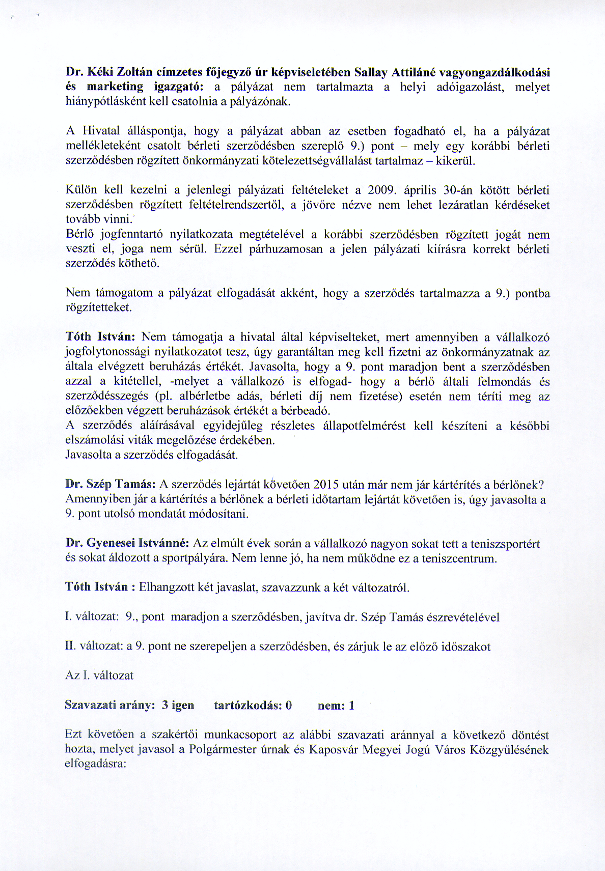 Dr. Kéki Zoltán címzetes főjegyző úr képviseletében Sallay Attiláné vagyongazdálkodási
és marketing igazgató: a pályázat nem tartalmazta a helyi adóigazolást, melyet
hiánypótlásként kell csatolnia a pályázónak.
A Hivatal álláspontja, hogy a pályázat abban az esetben fogadható el, ha a pályázat
mellékleteként csatolt bérleti szerződésben szereplő 9.) pont – mely egy korábbi bérleti
szerződésben rögzített önkormányzati kötelezettségvállalást tartalmaz – kikerül.
Külön kell kezelni a jelenlegi pályázati feltételeket a 2009. április 30-án kötött bérleti
szerződésben rögzített feltételrendszertől, a jövőre nézve nem lehet lezáratlan kérdéseket
tovább vinni.
Bérlő jogfenntartó nyilatkozata megtételével a korábbi szerződésben rögzített jogát nem
veszti el, joga nem sérül. Ezzel párhuzamosan a jelen pályázati kiírásra korrekt bérleti
szerződés köthető.
Nem támogatom a pályázat elfogadását akként, hogy a szerződés tartalmazza a 9.) pontba
rögzítetteket.
Tóth István: Nem támogatja a hivatal által képviselteket, mert amennyiben a vállalkozó
jogfolytonossági nyilatkozatot tesz, úgy garantáltan meg kell fizetni az önkormányzatnak az
általa elvégzett beruházás értékét. Javasolta, hogy a 9. pont maradjon bent a szerződésben
azzal a kitétellel, -melyet a vállalkozó is elfogad- hogy a bérlő általi felmondás és
szerződésszegés (pl. albérletbe adás, bérleti díj nem fizetése) esetén nem téríti meg az
előzőekben végzett beruházások értékét a bérbeadó.
A szerződés aláírásával egyidejűleg részletes állapotfelmérést kell készíteni a későbbi
elszámolási viták megelőzése érdekében.
Javasolta a szerződés elfogadását.
Dr. Szép Tamás: A szerződés lejártát követően 2015 után már nem jár kártérítés a bérlőnek?
Amennyiben jár a kártérítés a bérlőnek a bérleti időtartam lejártát követően is, úgy javasolta a
9. pont utolsó mondatát módosítani.
Dr. Gyenesei Istvánné: Az elmúlt évek során a vállalkozó nagyon sokat tett a teniszsportért
és sokat áldozott a sportpályára. Nem lenne jó, ha nem működne ez a teniszcentrum.
Tóth István : Elhangzott két javaslat, szavazzunk a két változatról.
I. változat: 9., pont maradjon a szerződésben, javítva dr. Szép Tamás észrevételével
II. változat: a 9. pont ne szerepeljen a szerződésben, és zárjuk le az előző időszakot
Az I. változat
Szavazati arány: 3 igen tartózkodás: 0 nem: 1
Ezt követően a szakértői munkacsoport az alábbi szavazati aránnyal a következő döntést
hozta, melyet javasol a Polgármester úrnak és Kaposvár Megyei Jogú Város Közgyűlésének
elfogadásra: